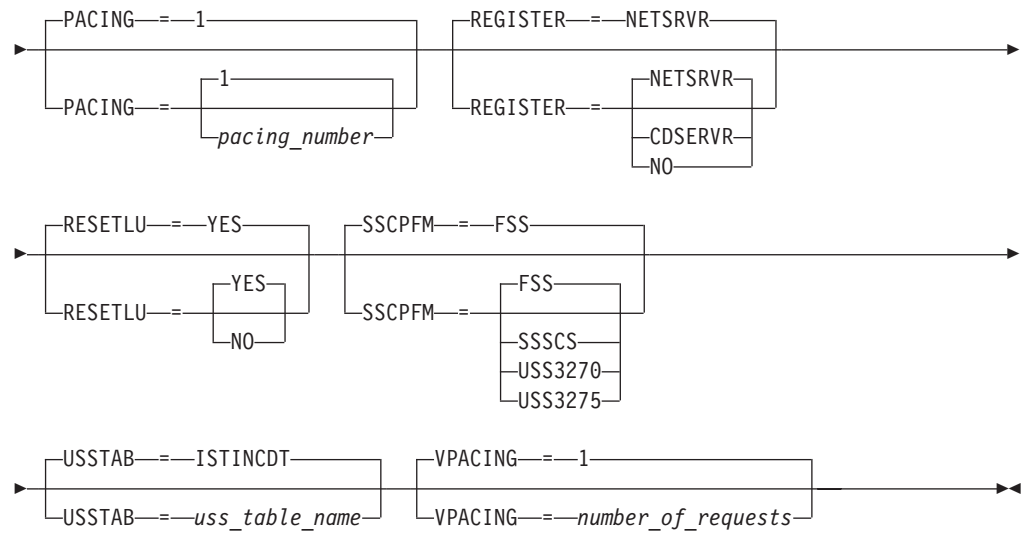 PACING = 1 REGISTER = NETSRVR
1 NETSRVR
PACING = REGISTER =
pacing_number CDSERVR
NO
RESETLU = YES SSCPFM = FSS
YES FSS
RESETLU = SSCPFM =
NO SSSCS
USS3270
USS3275
USSTAB = ISTINCDT VPACING = 1
USSTAB = uss_table_name VPACING = number_of_requests